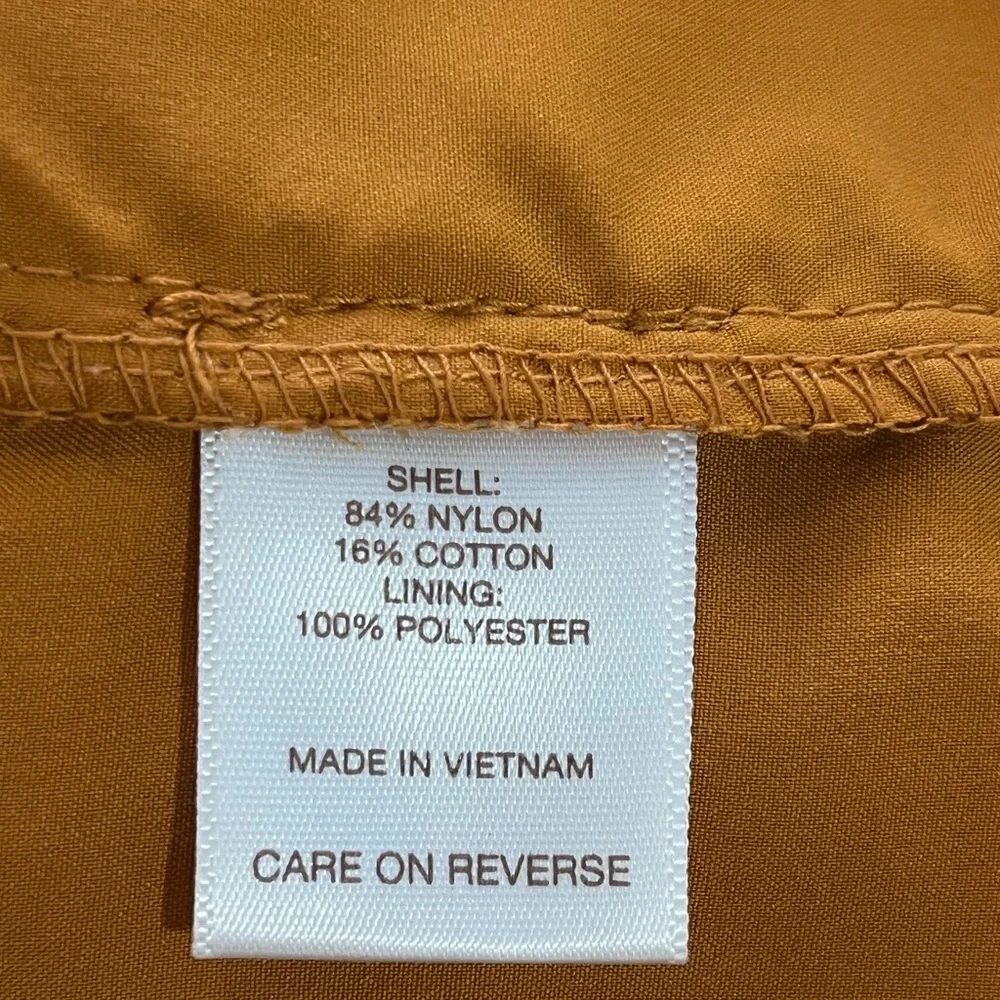 SHELL:
84% NYLON
16% COTTON
LINING:
100% POLYESTER
MADE IN VIETNAM
CARE ON REVERSE